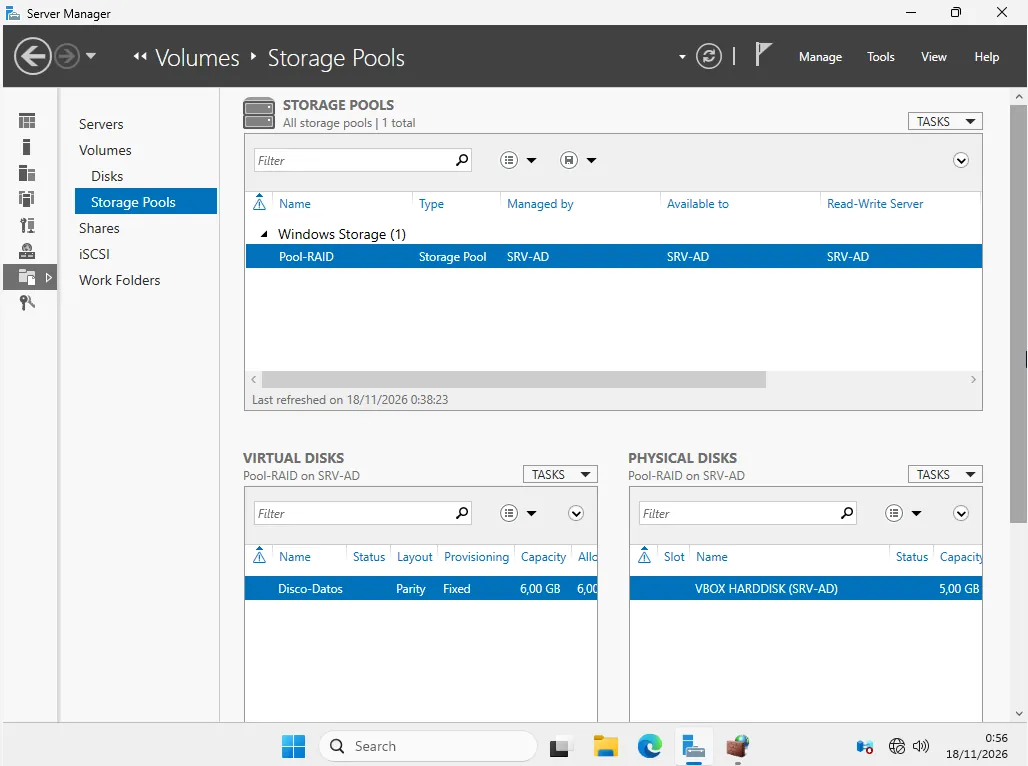 Server Manager
Volumes Storage Pools
Manage Tools View Help
Servers
Volumes
Disks
Storage Pools
Shares
iSCSI
Work Folders
STORAGE POOLS
All storage pools | 1 total
TASKS
Filter
Name Type Managed by Available to Read-Write Server
Windows Storage (1)
Pool-RAID Storage Pool SRV-AD SRV-AD SRV-AD
Last refreshed on 18/11/2026 0:38:23
VIRTUAL DISKS
Pool-RAID on SRV-AD
TASKS
Filter
Name Status Layout Provisioning Capacity Allo
Disco-Datos Parity Fixed 6,00 GB 6,00
PHYSICAL DISKS
Pool-RAID on SRV-AD
TASKS
Filter
Slot Name Status Capacity
VBOX HARDDISK (SRV-AD) 5,00 GB
Search
0:56
18/11/2026